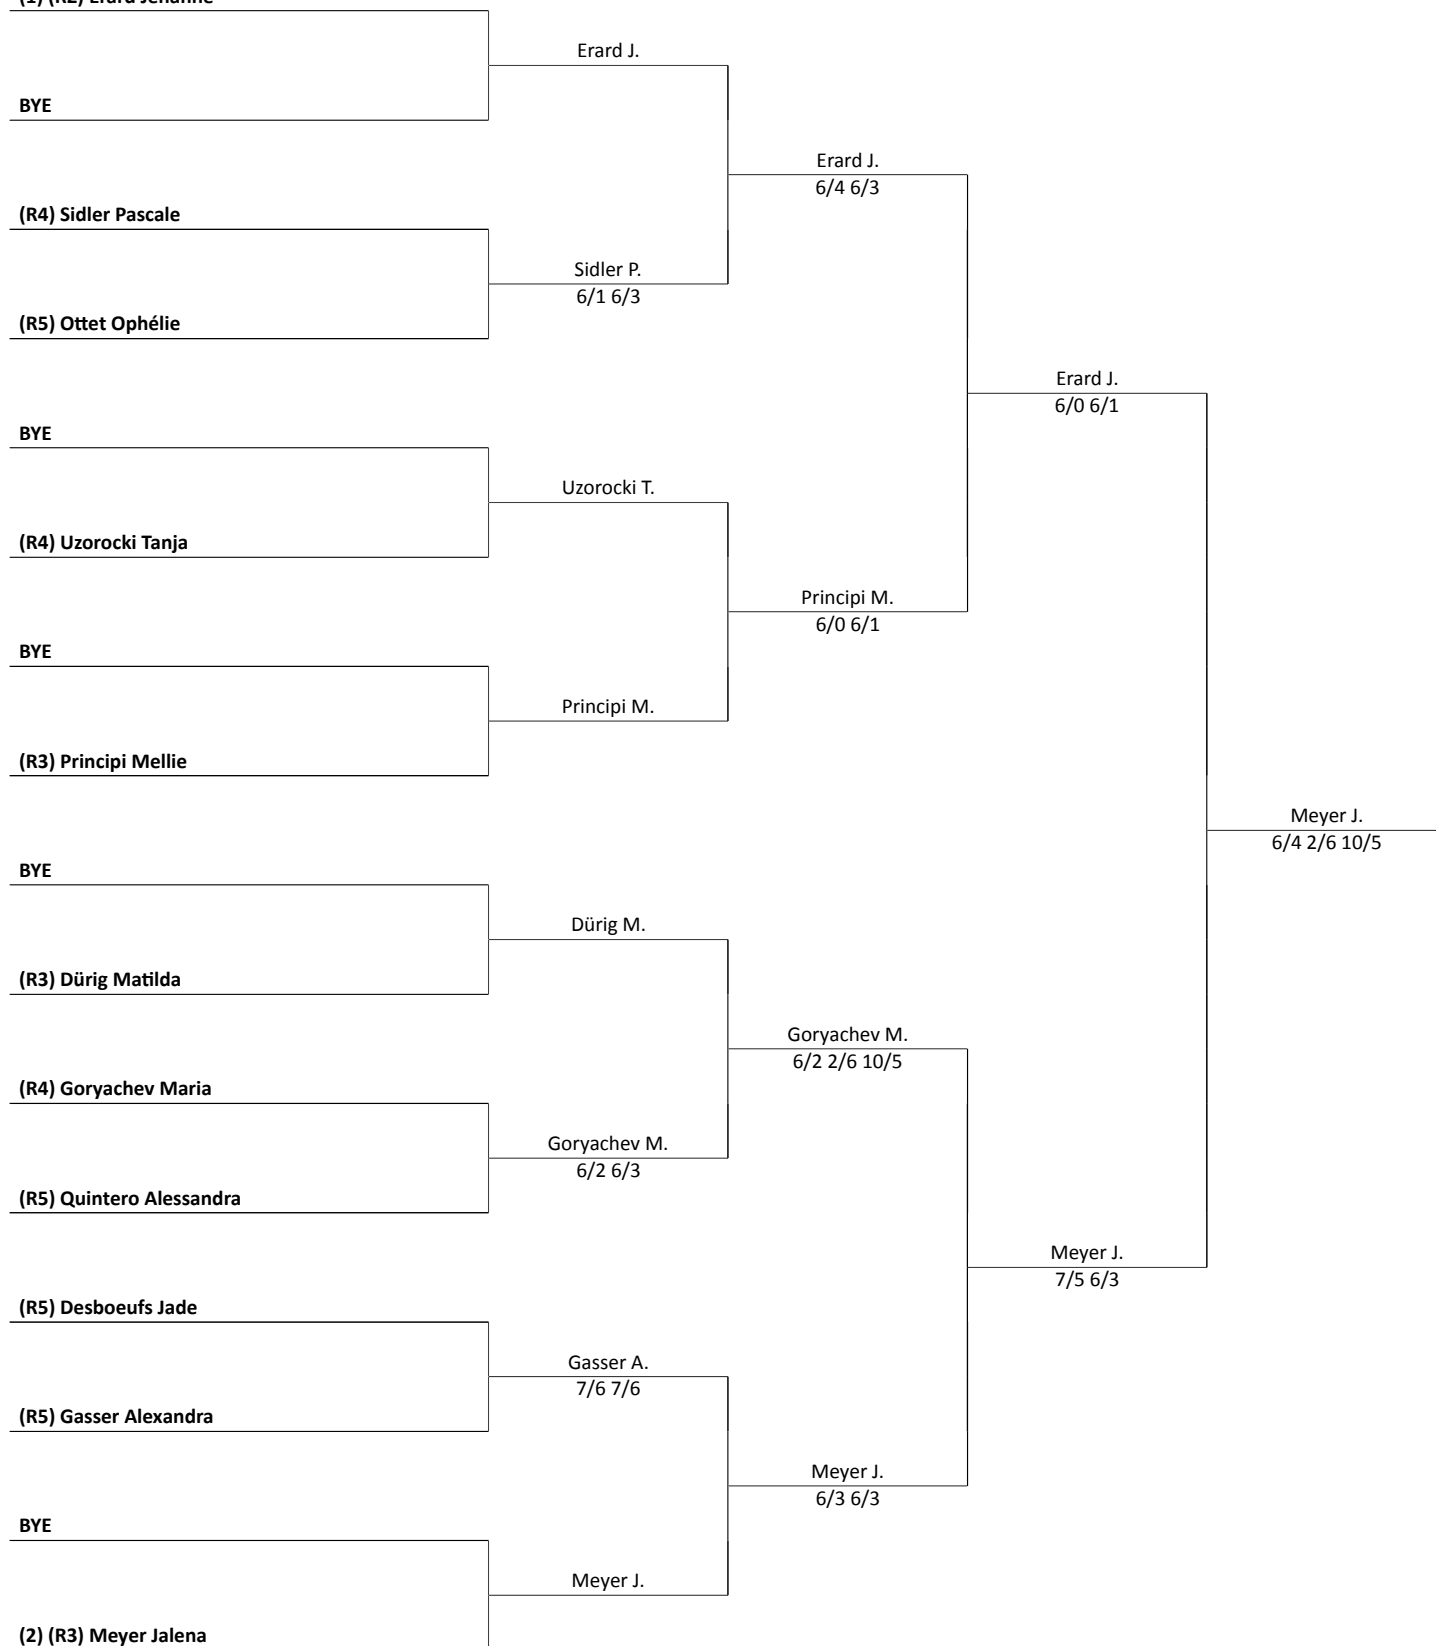 BYE
(R4) Sidler Pascale
(R5) Ottet Ophélie
BYE
(R4) Uzorocki Tanja
BYE
(R3) Principi Mellie
BYE
(R3) Dürig Matilda
(R4) Goryachev Maria
(R5) Quintero Alessandra
(R5) Desboeufs Jade
(R5) Gasser Alexandra
BYE
(2) (R3) Meyer Jalena
Erard J.
Sidler P.
6/1 6/3
Uzorocki T.
Principi M.
Dürig M.
Goryachev M.
6/2 6/3
Gasser A.
7/6 7/6
Meyer J.
Erard J.
6/4 6/3
Principi M.
6/0 6/1
Goryachev M.
6/2 2/6 10/5
Meyer J.
6/3 6/3
Erard J.
6/0 6/1
Meyer J.
7/5 6/3
Meyer J.
6/4 2/6 10/5